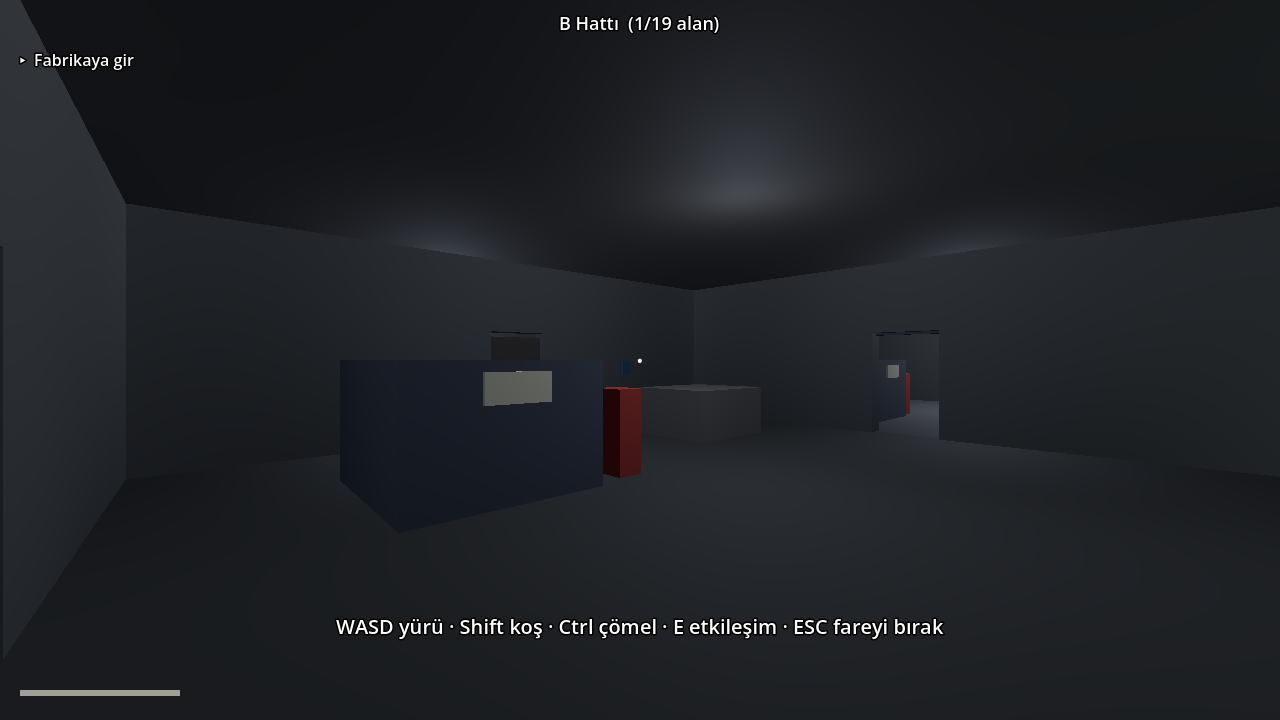 B Hattı (1/19 alan)
▸ Fabrikaya gir
WASD yürü · Shift koş · Ctrl çömel · E etkileşim · ESC fareyi bırak